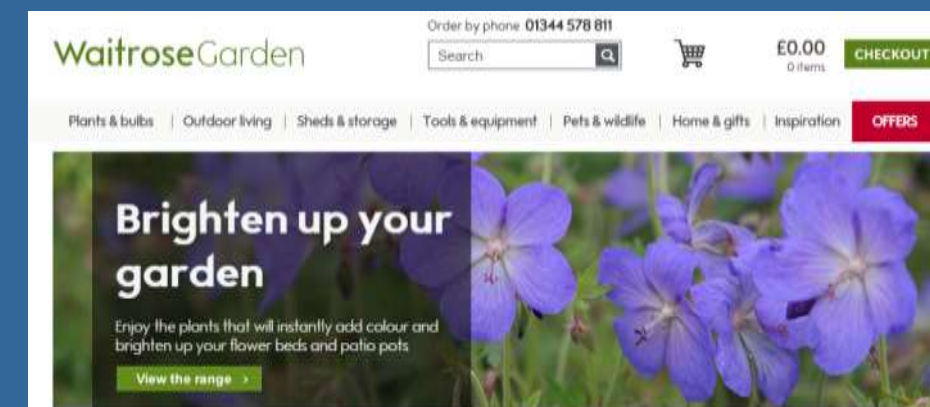 Order by phone 01344 578 811
WaitroseGarden
Search
£0.00
0 items
CHECKOUT
Plants & bulbs | Outdoor living | Sheds & storage | Tools & equipment | Pets & wildlife | Home & gifts | Inspiration
OFFERS
Brighten up your
garden
Enjoy the plants that will instantly add colour and
brighten up your flower beds and patio pots
View the range ›